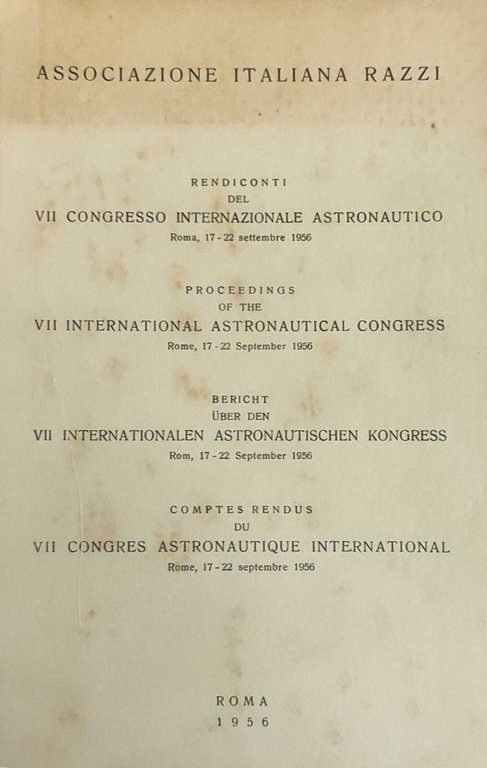 ASSOCIAZIONE ITALIANA RAZZI
RENDICONTI
DEL
VII CONGRESSO INTERNAZIONALE ASTRONAUTICO
Roma, 17-22 settembre 1956
PROCEEDINGS
OF THE
VII INTERNATIONAL ASTRONAUTICAL CONGRESS
Rome, 17-22 September 1956
BERICHT
ÜBER DEN
VII INTERNATIONALEN ASTRONAUTISCHEN KONGRESS
Rom, 17-22 September 1956
COMPTES RENDUS
DU
VII CONGRES ASTRONAUTIQUE INTERNATIONAL
Rome, 17-22 septembre 1956
ROMA
1956